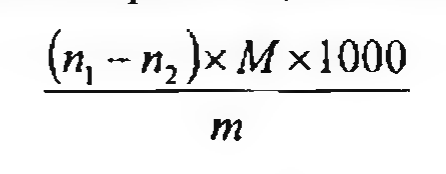 (n₁ - n₂) × M × 1000
m